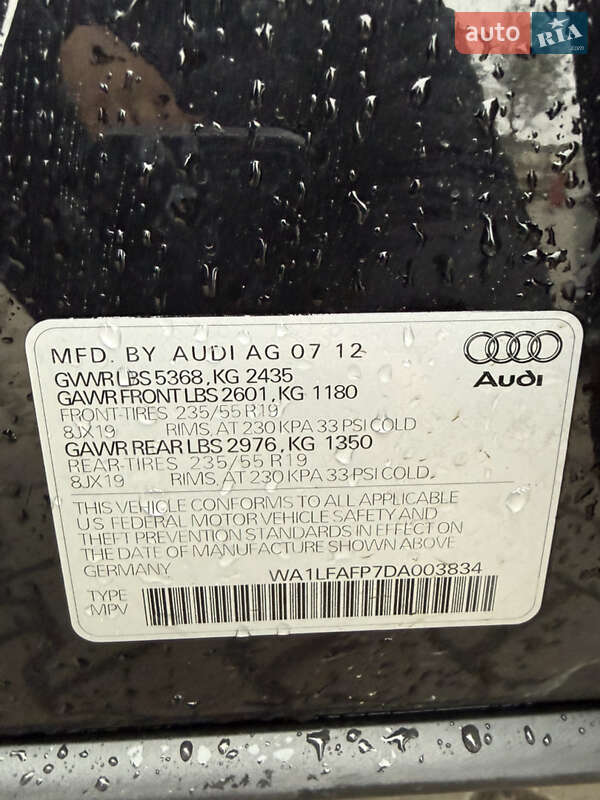 auto RIA.com
MFD. BY AUDI AG 07 12
GVWR LBS 5368, KG 2435
GAWR FRONT LBS 2601, KG 1180
FRONT-TIRES 235/55 R19
8JX19 RIMS, AT 230 KPA 33 PSI COLD
GAWR REAR LBS 2976, KG 1350
REAR-TIRES 235/55 R19
8JX19 RIMS, AT 230 KPA 33 PSI COLD.
Audi
THIS VEHICLE CONFORMS TO ALL APPLICABLE
U.S. FEDERAL MOTOR VEHICLE SAFETY AND
THEFT PREVENTION STANDARDS IN EFFECT ON
THE DATE OF MANUFACTURE SHOWN ABOVE
GERMANY WA1LFAFP7DA003834
TYPE
MPV